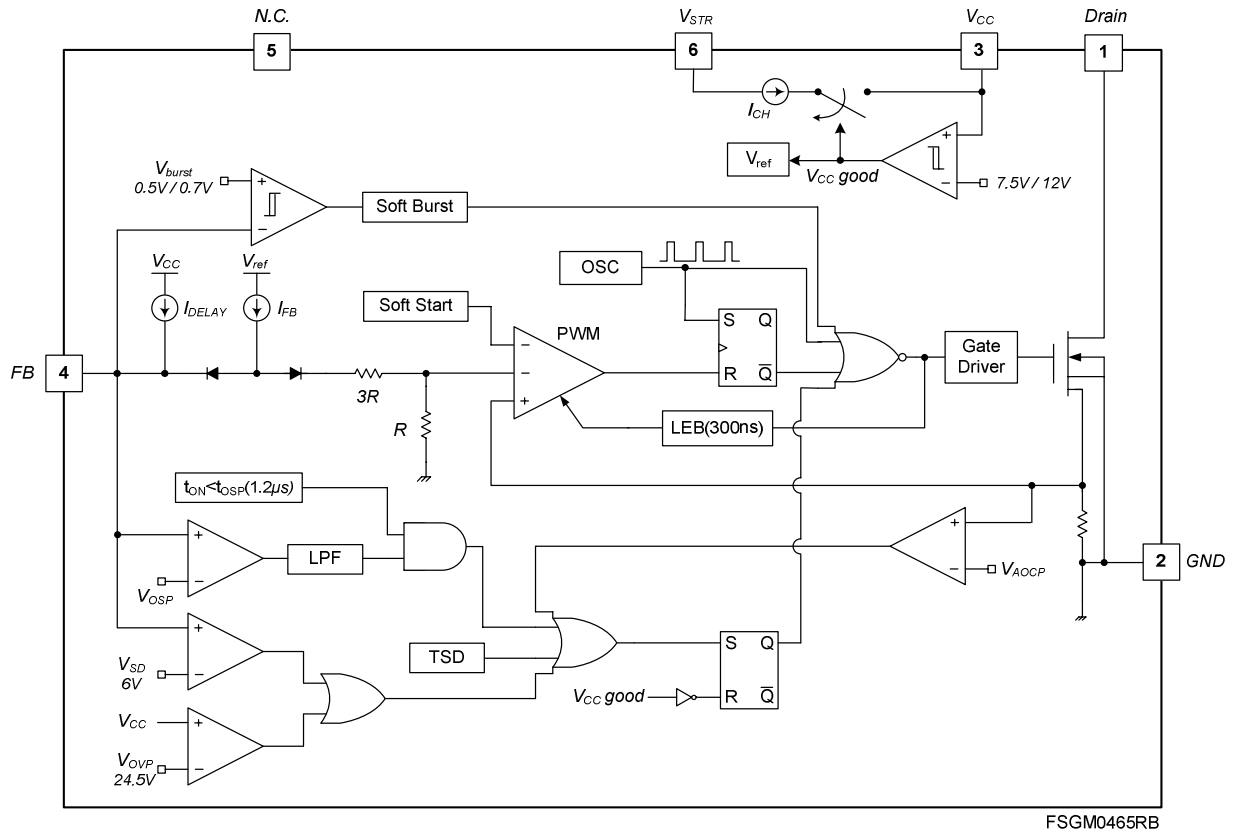 N.C.
V_STR
V_CC
Drain
5
6
3
1
I_CH
+
V_ref
V_CC good
−
7.5V / 12V
V_burst
0.5V / 0.7V
+
−
Soft Burst
OSC
V_CC
V_ref
I_DELAY
I_FB
Soft Start
PWM
S Q
R Q̅
−
−
+
Gate
Driver
FB
4
3R
R
LEB(300ns)
t_ON<t_OSP(1.2µs)
+
−
LPF
V_OSP
+
−
V_AOCP
2
GND
+
−
V_SD
6V
TSD
S Q
R Q̅
V_CC good
V_CC
+
−
V_OVP
24.5V
FSGM0465RB